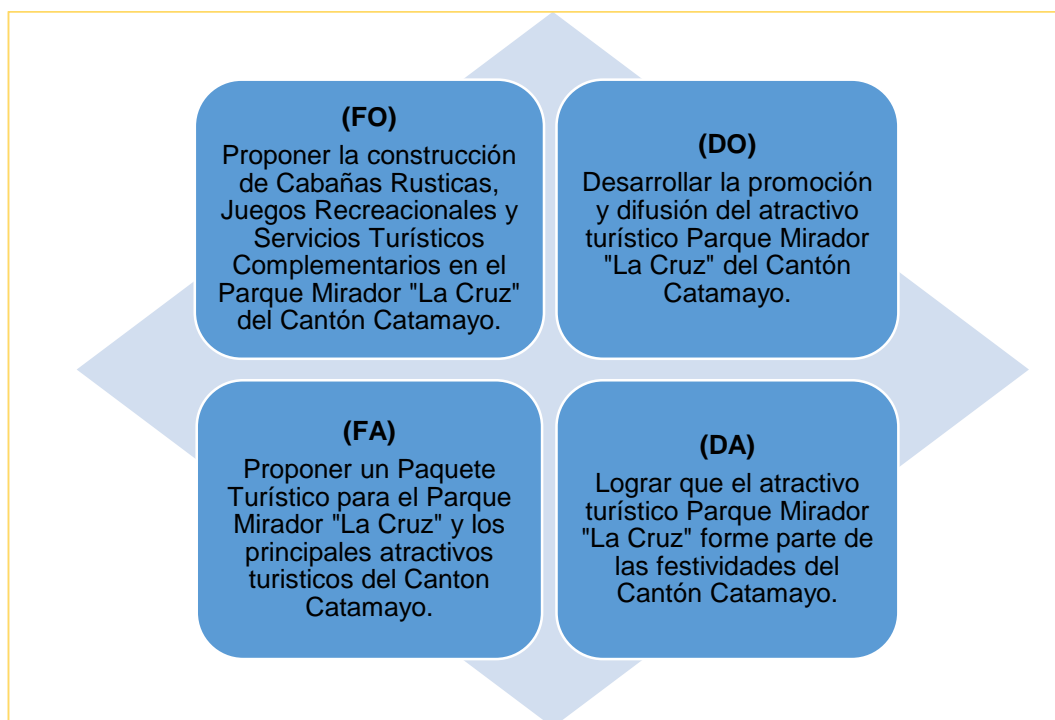 (FO)
Proponer la construcción
de Cabañas Rusticas,
Juegos Recreacionales y
Servicios Turísticos
Complementarios en el
Parque Mirador "La Cruz"
del Cantón Catamayo.
(DO)
Desarrollar la promoción
y difusión del atractivo
turístico Parque Mirador
"La Cruz" del Cantón
Catamayo.
(FA)
Proponer un Paquete
Turístico para el Parque
Mirador "La Cruz" y los
principales atractivos
turisticos del Canton
Catamayo.
(DA)
Lograr que el atractivo
turístico Parque Mirador
"La Cruz" forme parte de
las festividades del
Cantón Catamayo.